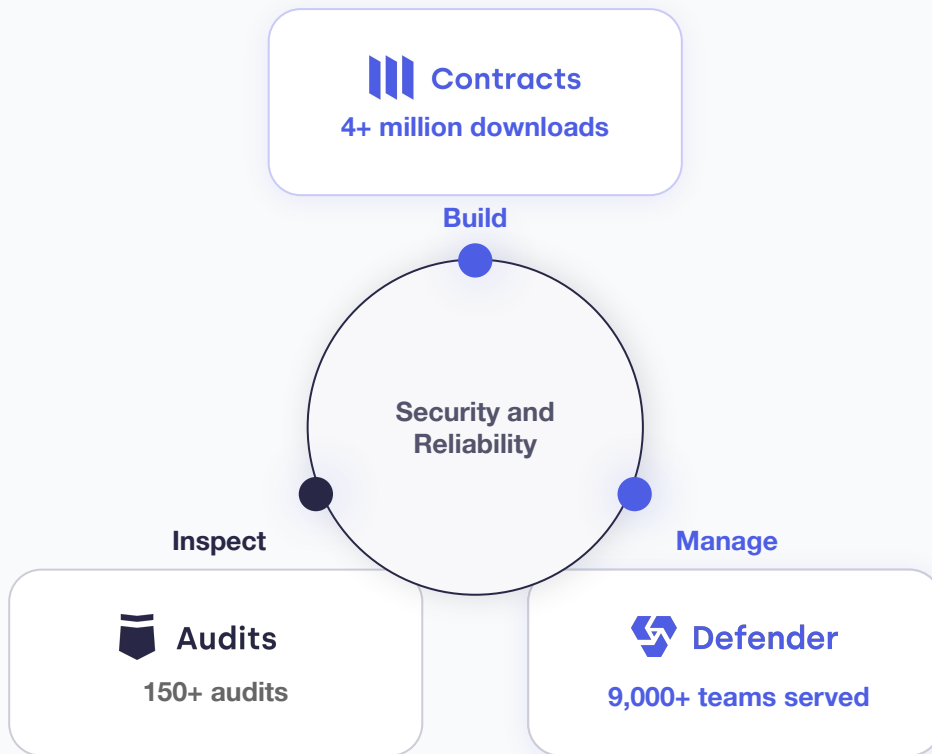 Contracts
4+ million downloads
Build
Security and
Reliability
Inspect
Manage
Audits
150+ audits
Defender
9,000+ teams served